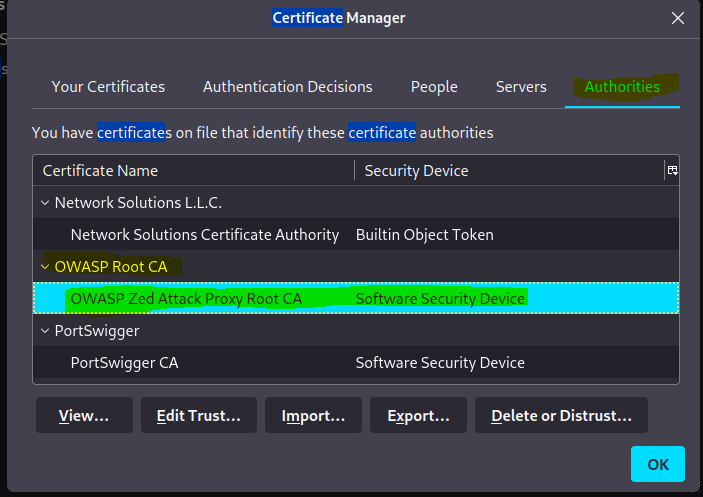 Certificate Manager
Your Certificates Authentication Decisions People Servers Authorities
You have certificates on file that identify these certificate authorities
Certificate Name Security Device
Network Solutions L.L.C.
Network Solutions Certificate Authority Builtin Object Token
OWASP Root CA
OWASP Zed Attack Proxy Root CA Software Security Device
PortSwigger
PortSwigger CA Software Security Device
View... Edit Trust... Import... Export... Delete or Distrust...
OK